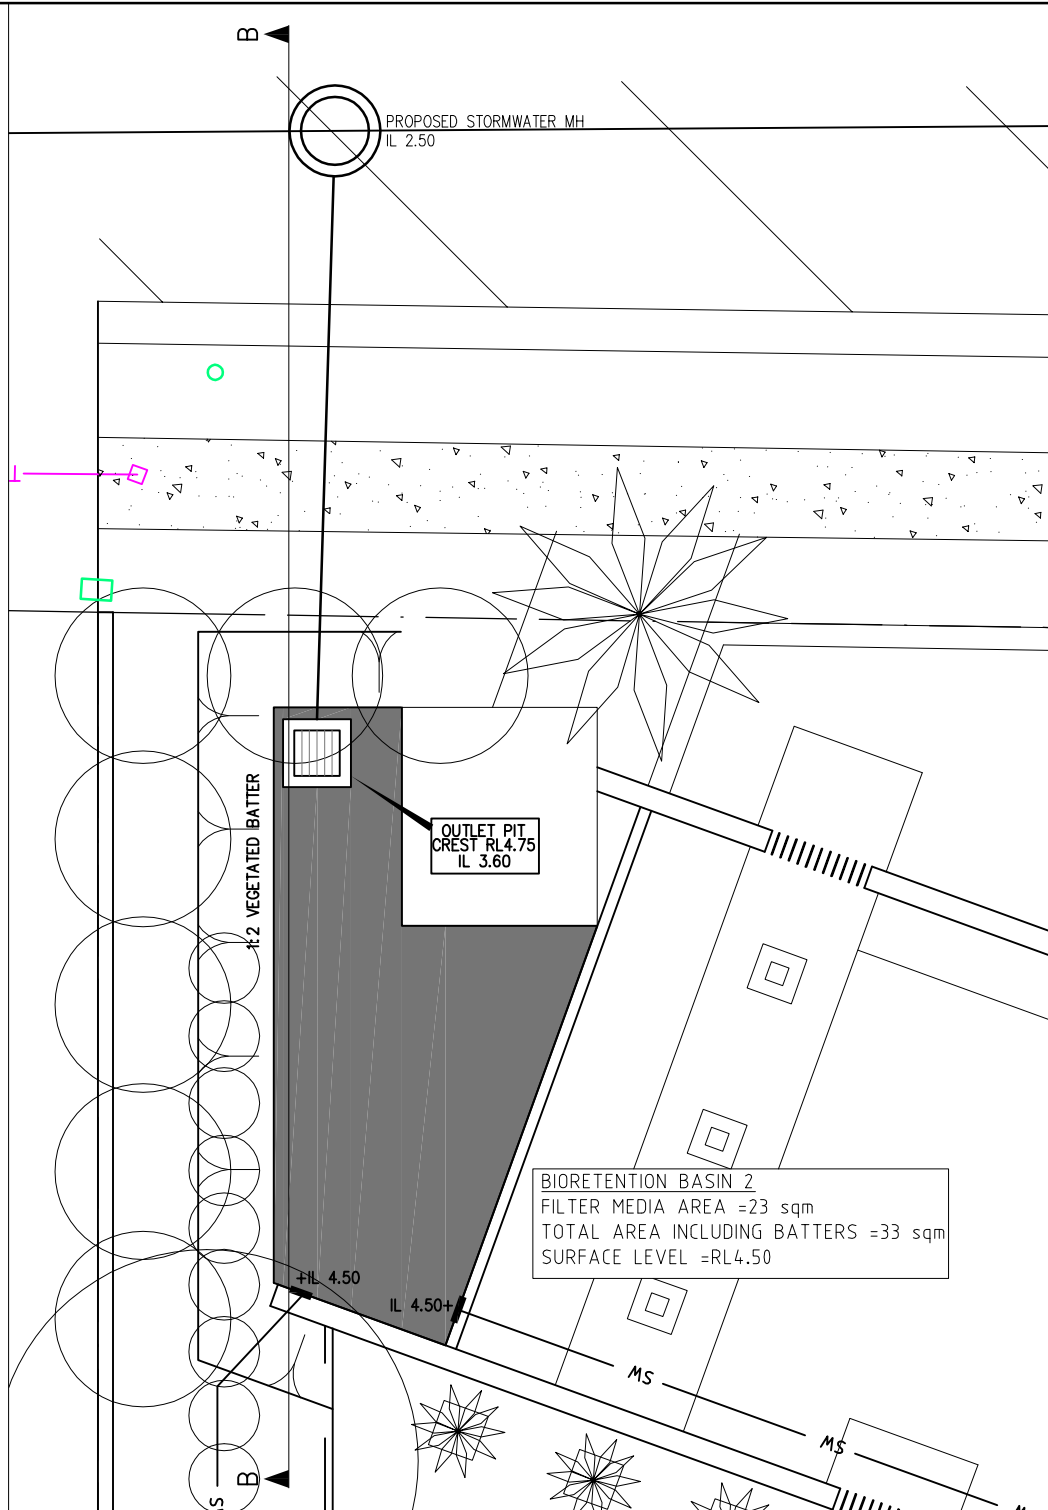 B
PROPOSED STORMWATER MH
IL 2.50
1:2 VEGETATED BATTER
OUTLET PIT
CREST RL4.75
IL 3.60
BIORETENTION BASIN 2
FILTER MEDIA AREA =23 sqm
TOTAL AREA INCLUDING BATTERS =33 sqm
SURFACE LEVEL =RL4.50
+IL 4.50
IL 4.50+
SW
SW
B